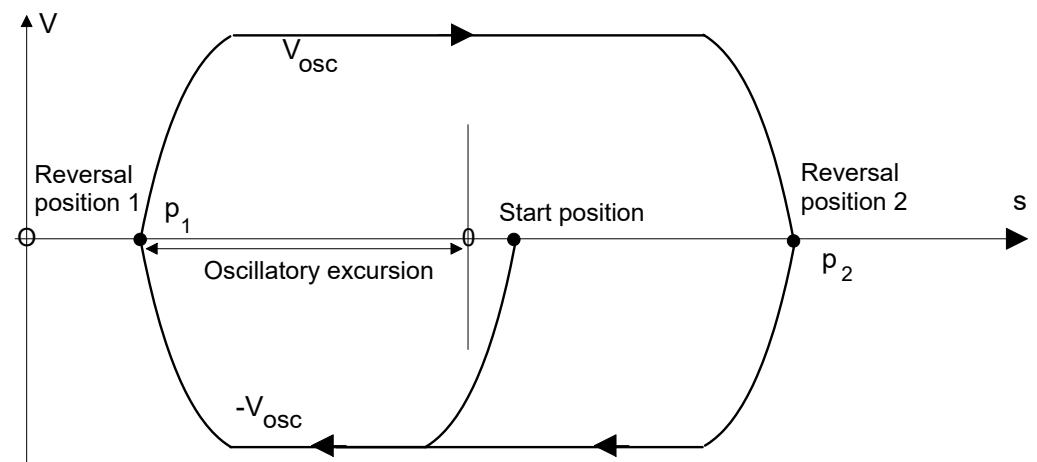 V
V osc
Reversal
position 1
p 1
Reversal
position 2
s
Start position
0
0
Oscillatory excursion
p 2
-V osc